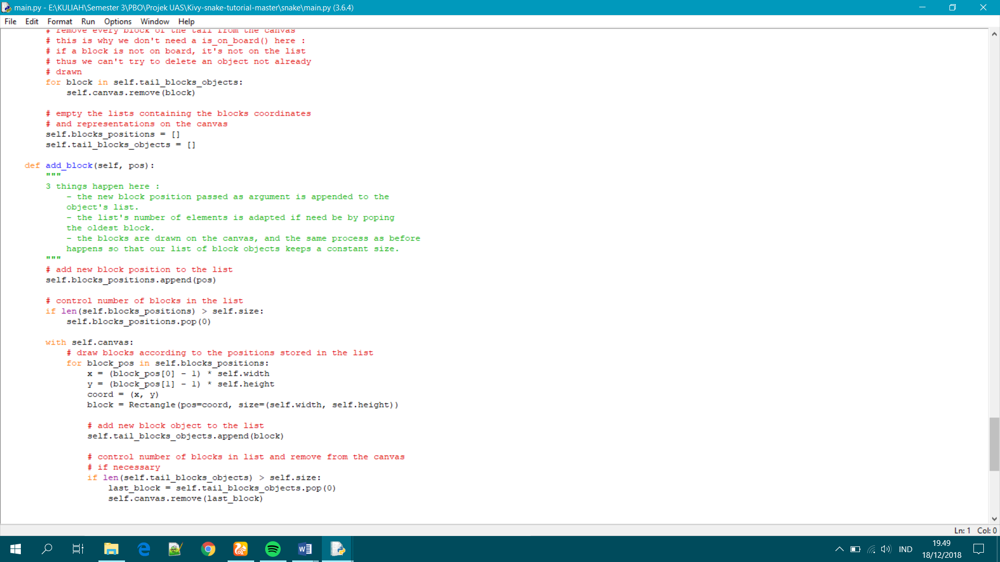 main.py - E:\KULIAH\Semester 3\PBO\Projek UAS\Kivy-snake-tutorial-master\snake\main.py (3.6.4)
File Edit Format Run Options Window Help
# remove every block of the tail from the canvas
# this is why we don't need a is_on_board() here :
# if a block is not on board, it's not on the list
# thus we can't try to delete an object not already
# drawn
for block in self.tail_blocks_objects:
self.canvas.remove(block)
# empty the lists containing the blocks coordinates
# and representations on the canvas
self.blocks_positions = []
self.tail_blocks_objects = []
def add_block(self, pos):
"""
3 things happen here :
- the new block position passed as argument is appended to the
object's list.
- the list's number of elements is adapted if need be by poping
the oldest block.
- the blocks are drawn on the canvas, and the same process as before
happens so that our list of block objects keeps a constant size.
"""
# add new block position to the list
self.blocks_positions.append(pos)
# control number of blocks in the list
if len(self.blocks_positions) > self.size:
self.blocks_positions.pop(0)
with self.canvas:
# draw blocks according to the positions stored in the list
for block_pos in self.blocks_positions:
x = (block_pos[0] - 1) * self.width
y = (block_pos[1] - 1) * self.height
coord = (x, y)
block = Rectangle(pos=coord, size=(self.width, self.height))
# add new block object to the list
self.tail_blocks_objects.append(block)
# control number of blocks in list and remove from the canvas
# if necessary
if len(self.tail_blocks_objects) > self.size:
last_block = self.tail_blocks_objects.pop(0)
self.canvas.remove(last_block)
Ln: 1 Col: 0
IND
19.49
18/12/2018